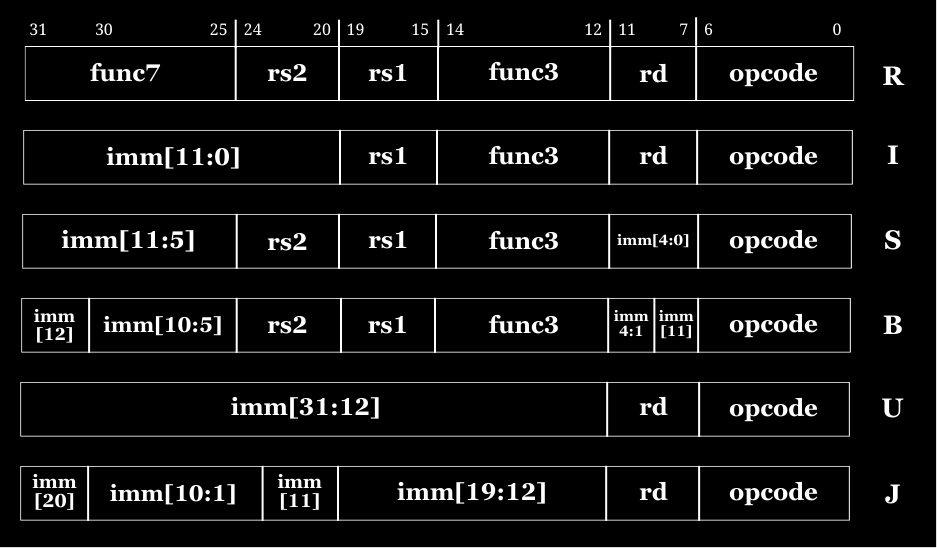 31 30 25 24 20 19 15 14 12 11 7 6 0
func7 rs2 rs1 func3 rd opcode R
imm[11:0] rs1 func3 rd opcode I
imm[11:5] rs2 rs1 func3 imm[4:0] opcode S
imm [12] imm[10:5] rs2 rs1 func3 imm 4:1 imm [11] opcode B
imm[31:12] rd opcode U
imm [20] imm[10:1] imm [11] imm[19:12] rd opcode J